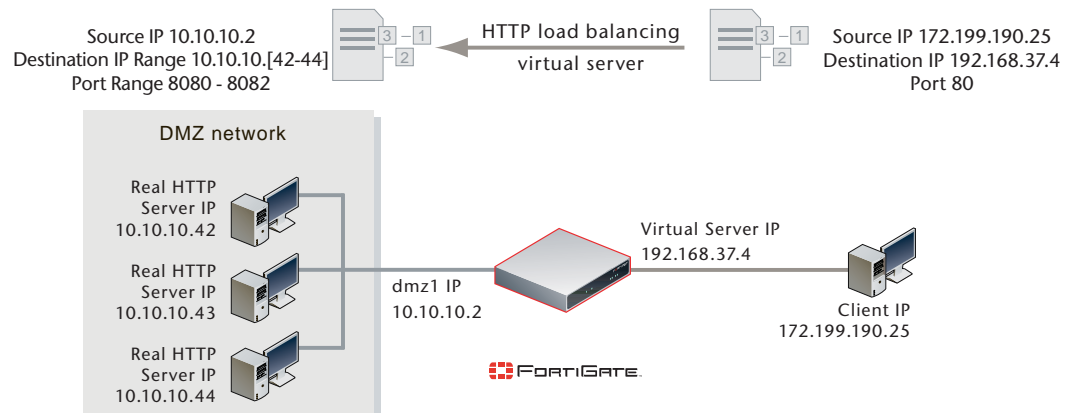 Source IP 10.10.10.2
Destination IP Range 10.10.10.[42-44]
Port Range 8080 - 8082
3 1
2
HTTP load balancing
virtual server
3 1
2
Source IP 172.199.190.25
Destination IP 192.168.37.4
Port 80
DMZ network
Real HTTP
Server IP
10.10.10.42
Real HTTP
Server IP
10.10.10.43
Real HTTP
Server IP
10.10.10.44
dmz1 IP
10.10.10.2
Virtual Server IP
192.168.37.4
Client IP
172.199.190.25
FORTIGATE.